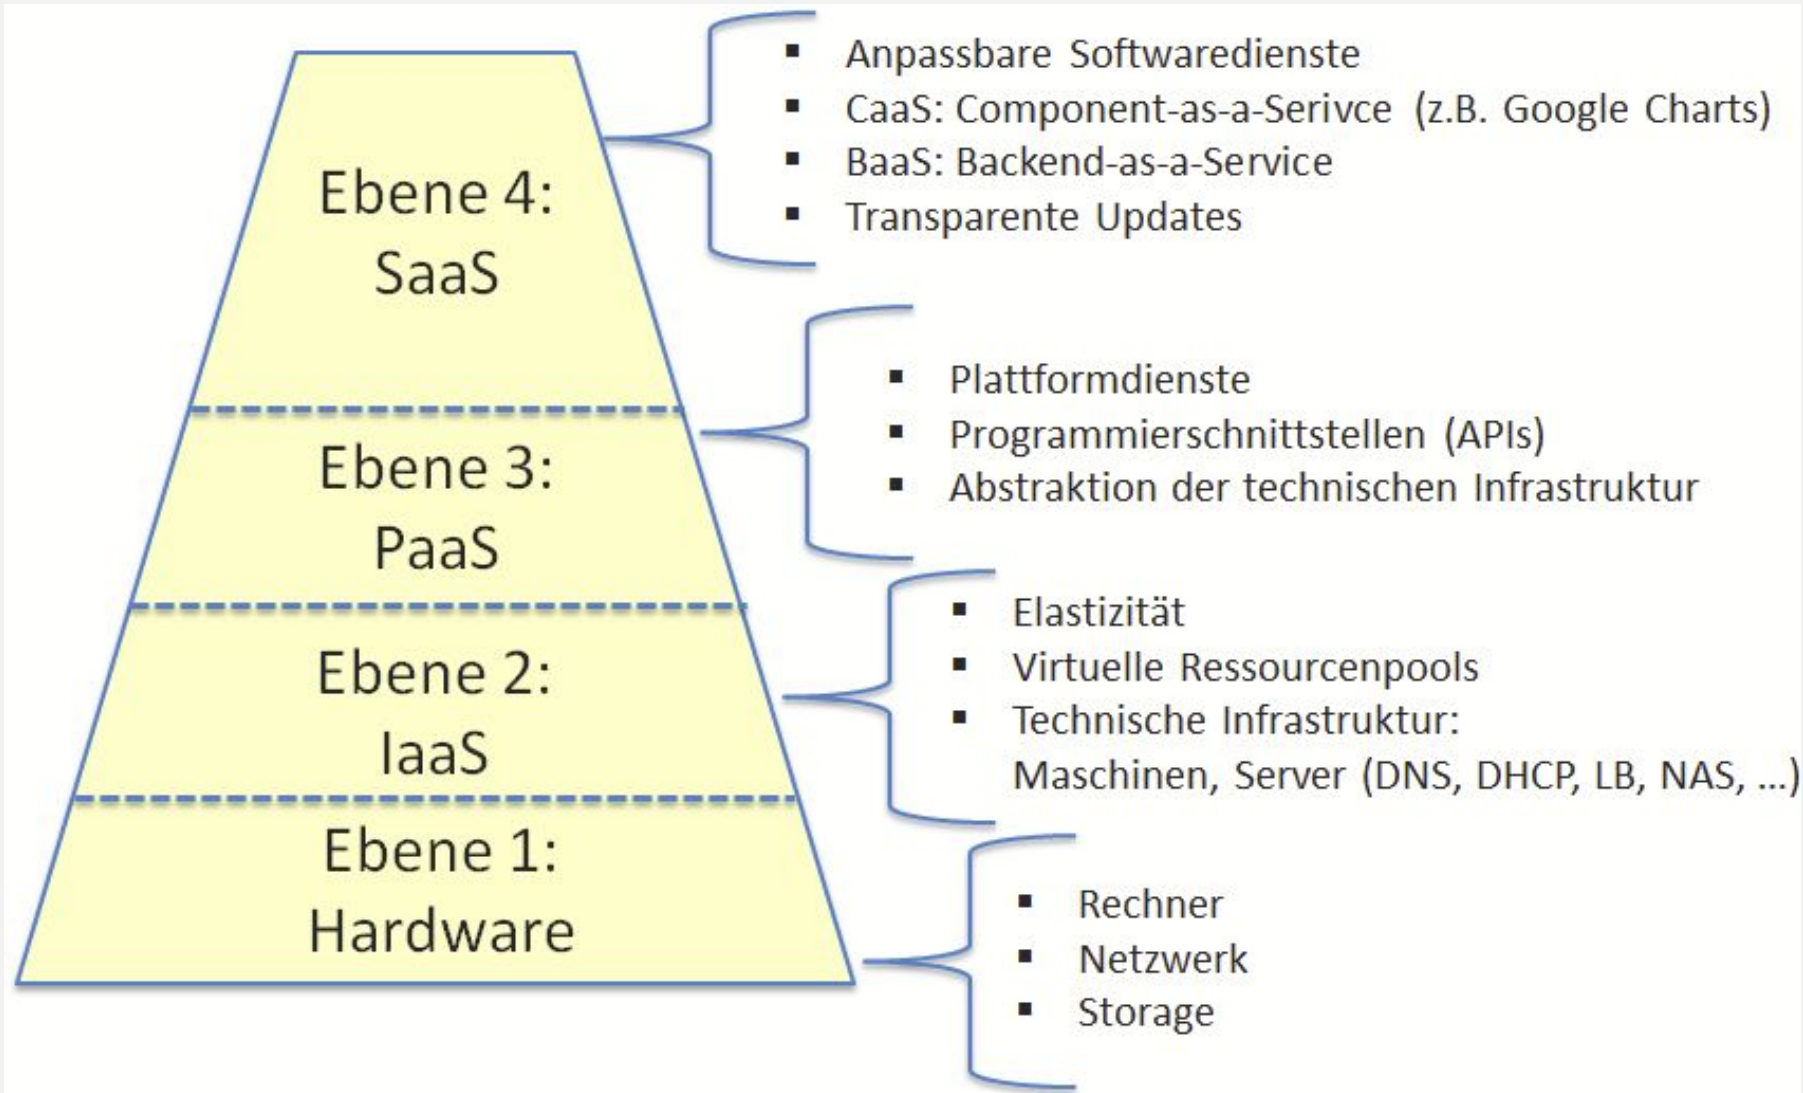 Ebene 4:
SaaS
▪ Anpassbare Softwaredienste
▪ CaaS: Component-as-a-Serivce (z.B. Google Charts)
▪ BaaS: Backend-as-a-Service
▪ Transparente Updates
Ebene 3:
PaaS
▪ Plattformdienste
▪ Programmierschnittstellen (APIs)
▪ Abstraktion der technischen Infrastruktur
Ebene 2:
IaaS
▪ Elastizität
▪ Virtuelle Ressourcenpools
▪ Technische Infrastruktur:
Maschinen, Server (DNS, DHCP, LB, NAS, ...)
Ebene 1:
Hardware
▪ Rechner
▪ Netzwerk
▪ Storage